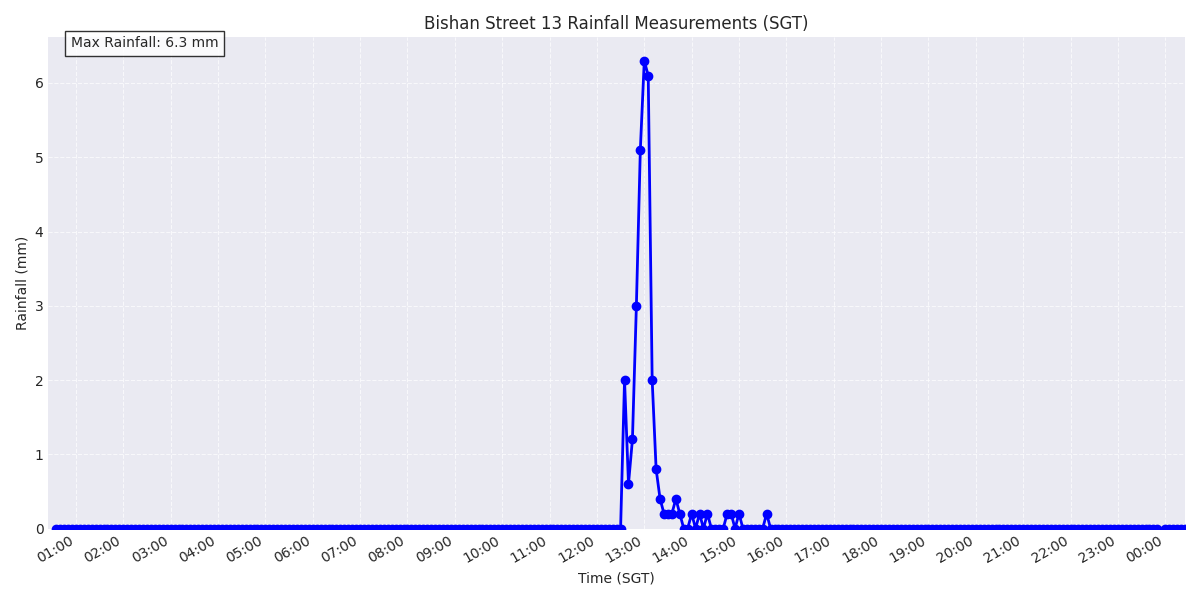 Bishan Street 13 Rainfall Measurements (SGT)
Max Rainfall: 6.3 mm
Rainfall (mm)
6
5
4
3
2
1
0
01:00 02:00 03:00 04:00 05:00 06:00 07:00 08:00 09:00 10:00 11:00 12:00 13:00 14:00 15:00 16:00 17:00 18:00 19:00 20:00 21:00 22:00 23:00 00:00
Time (SGT)